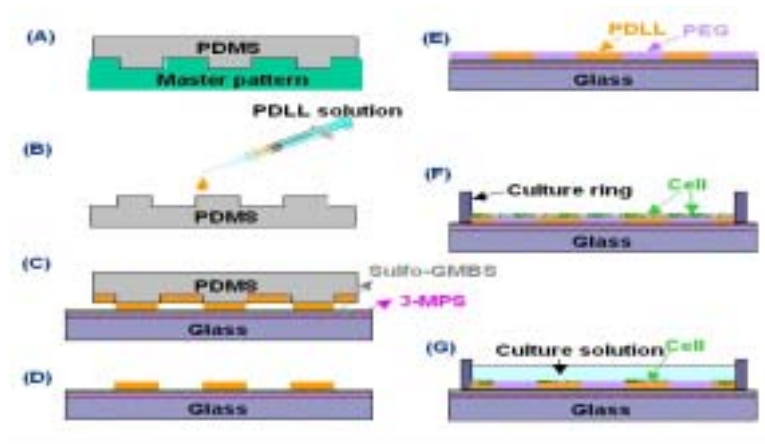 (A)
PDMS
Master pattern
PDLL solution
(B)
PDMS
(C)
PDMS
Sulfo-GMBS
3-MPS
Glass
(D)
Glass
(E)
PDLL PEG
Glass
(F)
Culture ring
Cell
Glass
(G)
Culture solution
Cell
Glass